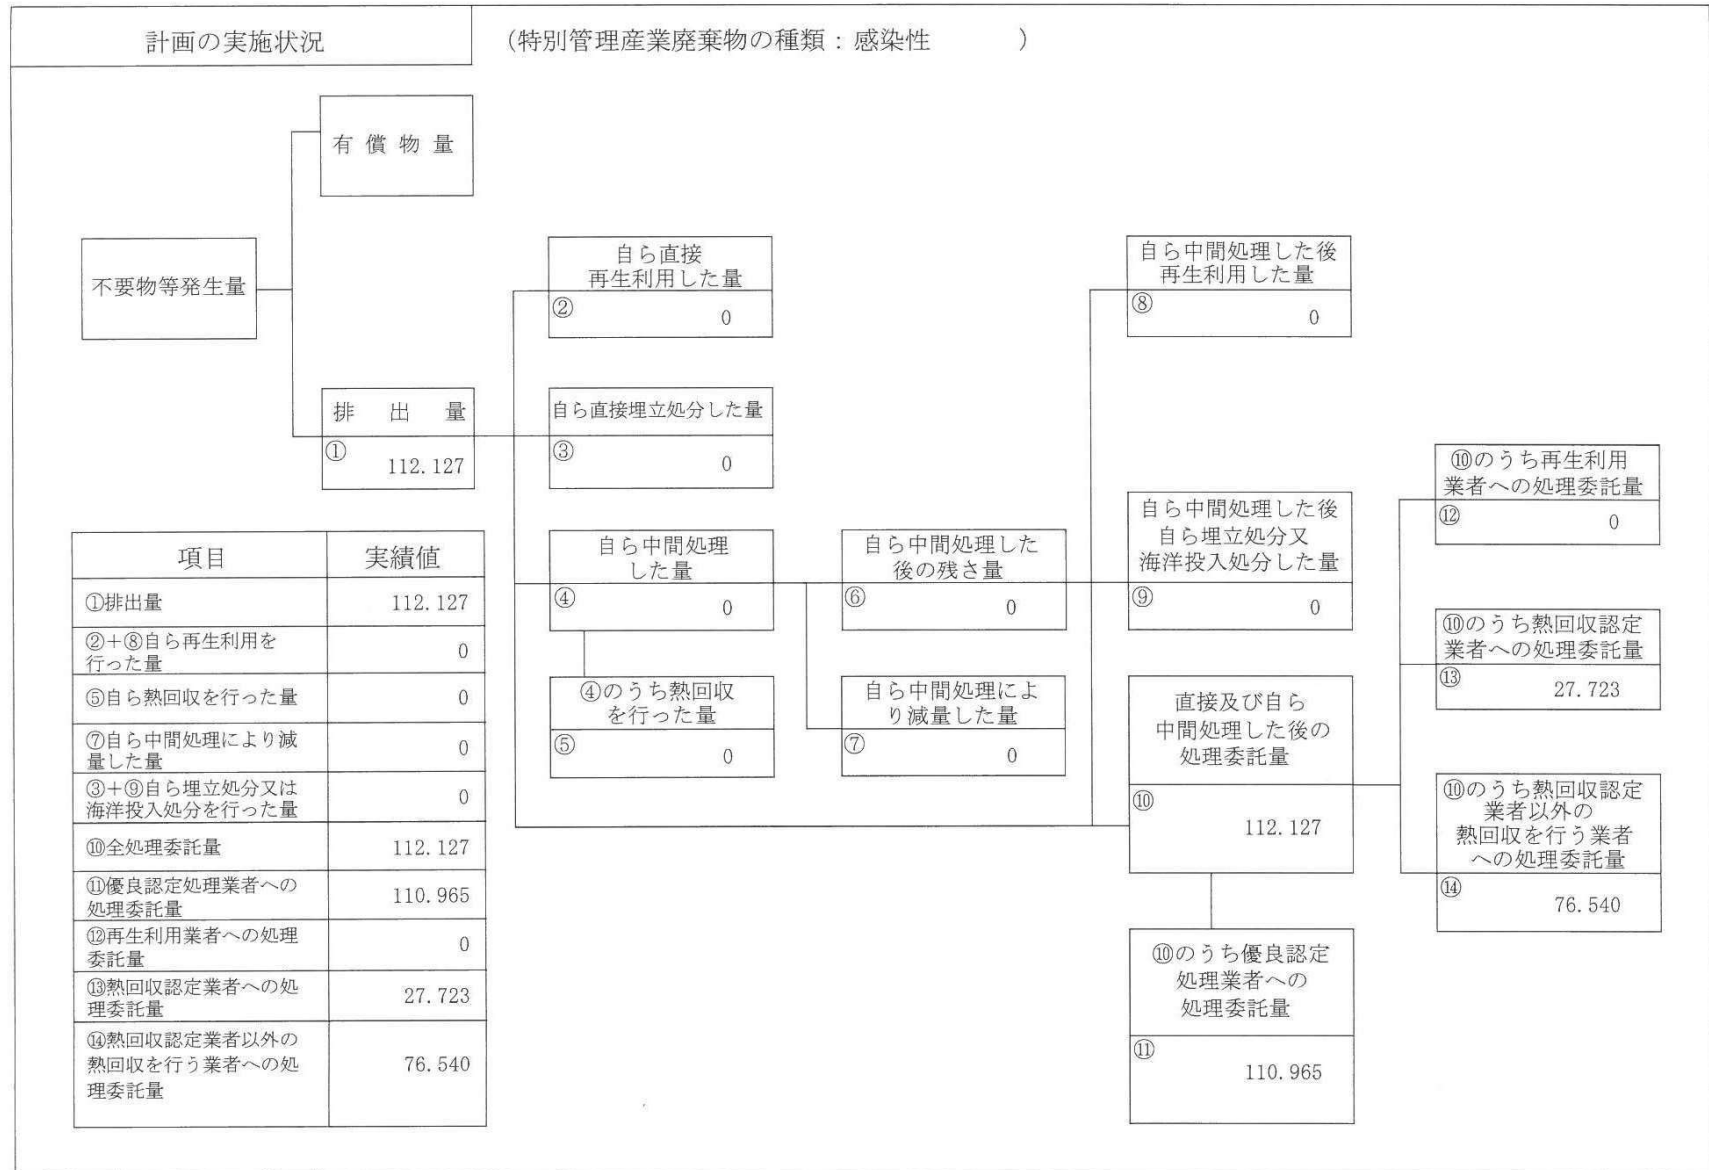 計画の実施状況
(特別管理産業廃棄物の種類：感染性　　　)
有償物量
不要物等発生量
自ら直接
再生利用した量
② 0
自ら中間処理した後
再生利用した量
⑧ 0
排出量
① 112.127
自ら直接埋立処分した量
③ 0
⑩のうち再生利用
業者への処理委託量
⑫ 0
自ら中間処理
した量
④ 0
自ら中間処理した
後の残さ量
⑥ 0
自ら中間処理した後
自ら埋立処分又
海洋投入処分した量
⑨ 0
⑩のうち熱回収認定
業者への処理委託量
⑬ 27.723
④のうち熱回収
を行った量
⑤ 0
自ら中間処理によ
り減量した量
⑦ 0
直接及び自ら
中間処理した後の
処理委託量
⑩ 112.127
⑩のうち熱回収認定
業者以外の
熱回収を行う業者
への処理委託量
⑭ 76.540
⑩のうち優良認定
処理業者への
処理委託量
⑪ 110.965
項目 実績値
①排出量 112.127
②＋⑧自ら再生利用を
行った量 0
⑤自ら熱回収を行った量 0
⑦自ら中間処理により減
量した量 0
③＋⑨自ら埋立処分又は
海洋投入処分を行った量 0
⑩全処理委託量 112.127
⑪優良認定処理業者への
処理委託量 110.965
⑫再生利用業者への処理
委託量 0
⑬熱回収認定業者への処
理委託量 27.723
⑭熱回収認定業者以外の
熱回収を行う業者への処 76.540
理委託量